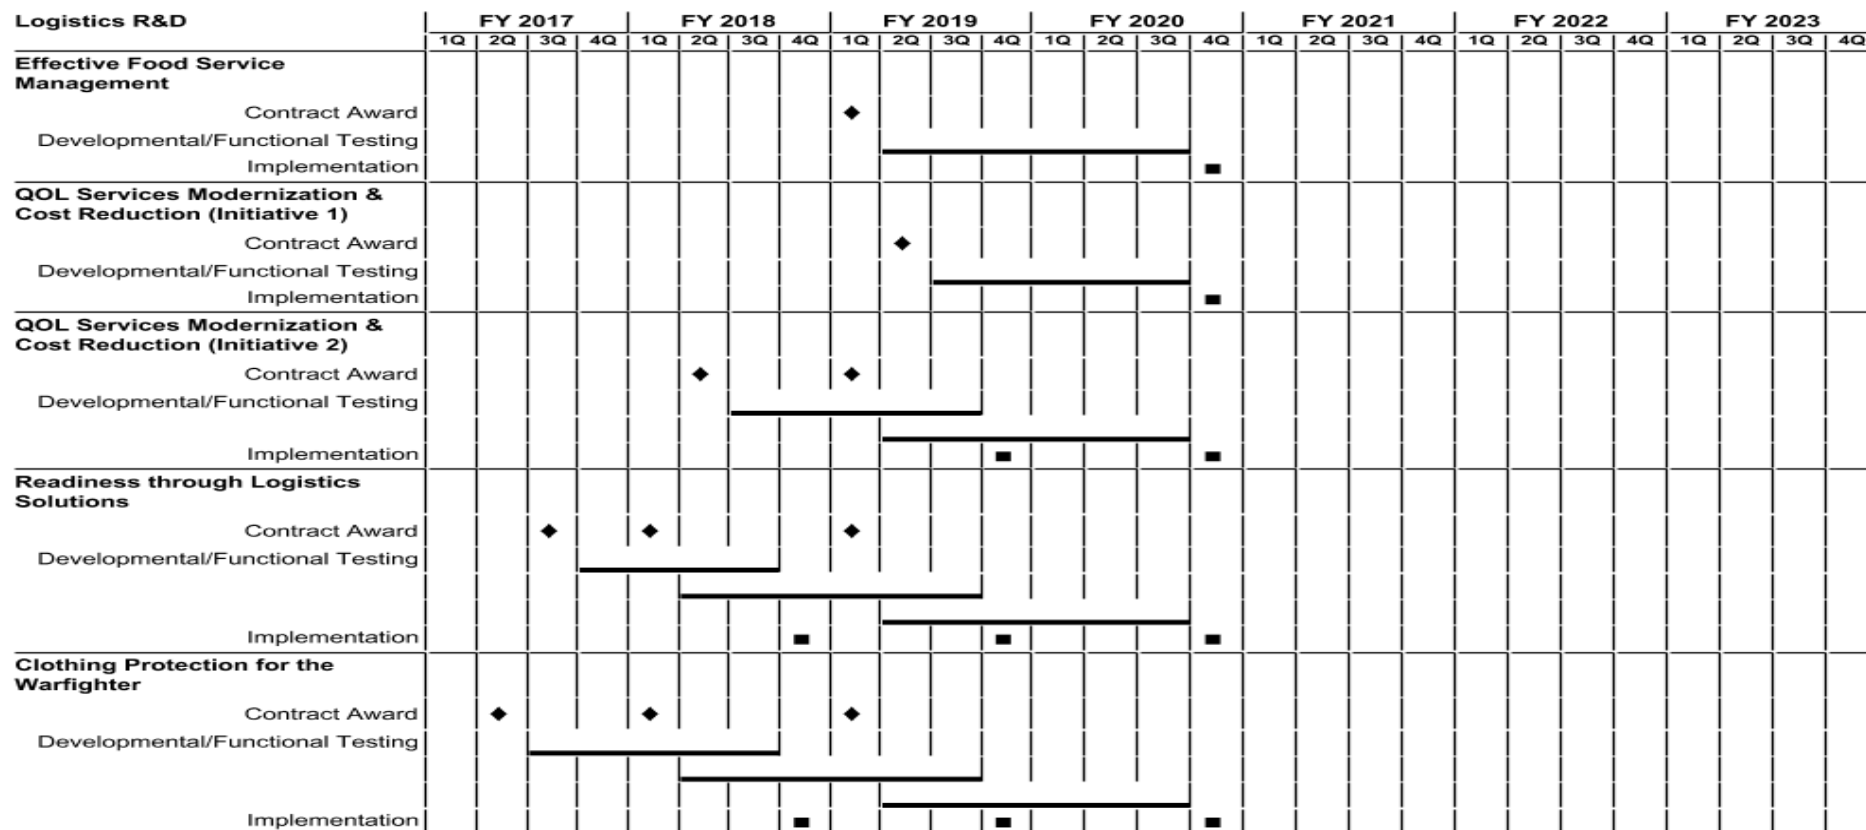 Logistics R&D FY 2017 FY 2018 FY 2019 FY 2020 FY 2021 FY 2022 FY 2023
1Q 2Q 3Q 4Q 1Q 2Q 3Q 4Q 1Q 2Q 3Q 4Q 1Q 2Q 3Q 4Q 1Q 2Q 3Q 4Q 1Q 2Q 3Q 4Q 1Q 2Q 3Q 4Q
Effective Food Service
Management
Contract Award
Developmental/Functional Testing
Implementation
QOL Services Modernization &
Cost Reduction (Initiative 1)
Contract Award
Developmental/Functional Testing
Implementation
QOL Services Modernization &
Cost Reduction (Initiative 2)
Contract Award
Developmental/Functional Testing
Implementation
Readiness through Logistics
Solutions
Contract Award
Developmental/Functional Testing
Implementation
Clothing Protection for the
Warfighter
Contract Award
Developmental/Functional Testing
Implementation